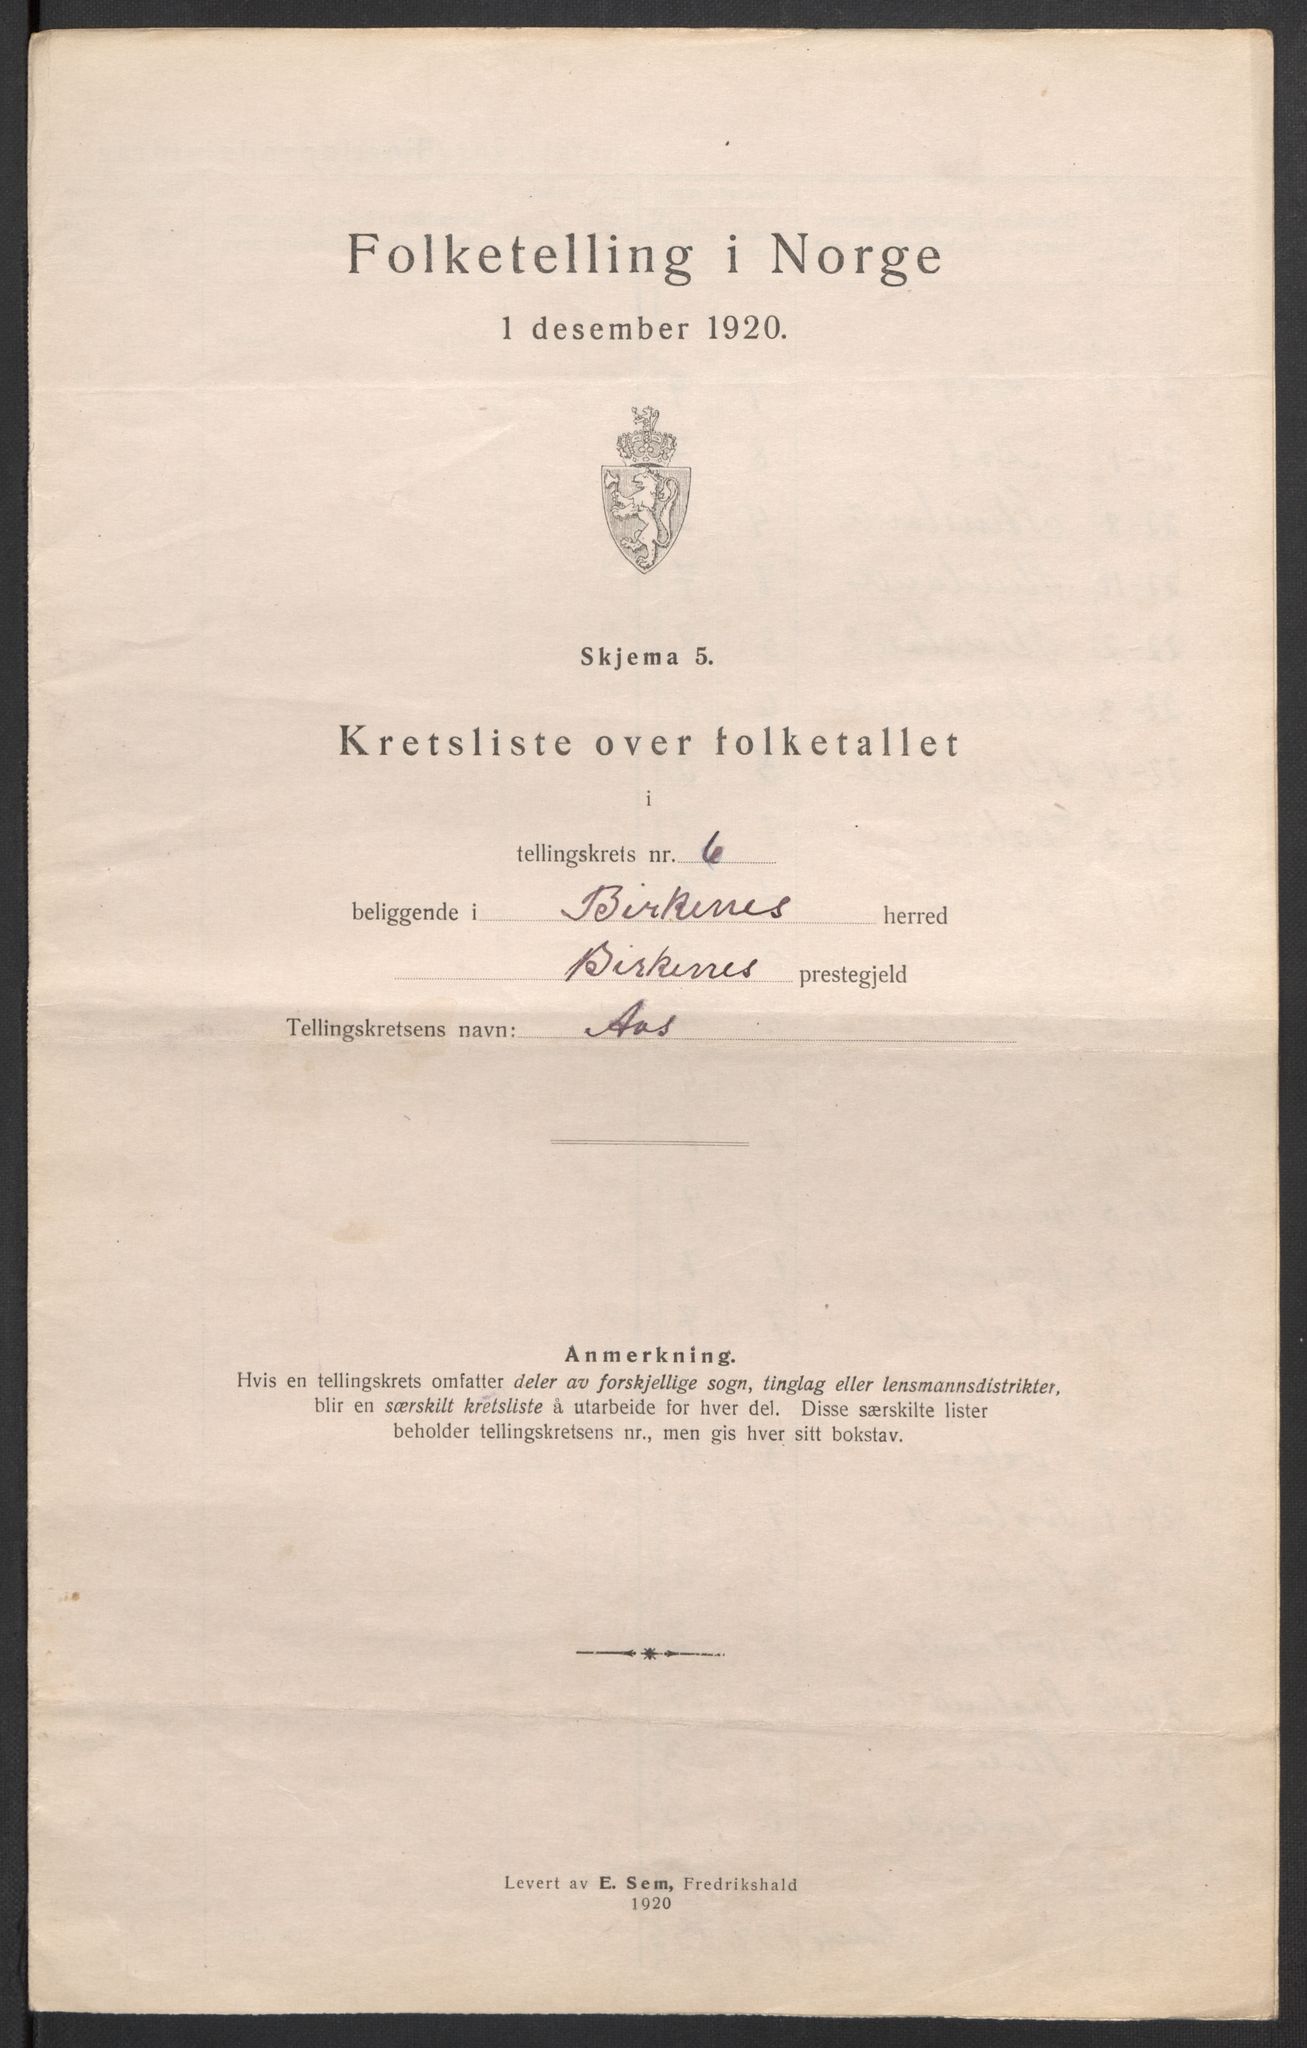 Folketelling i Norge
1 desember 1920.
Skjema 5.
Kretsliste over folketallet
i
tellingskrets nr. 6
beliggende i Birkenes herred
Birkenes prestegjeld
Tellingskretsens navn: Aas
Anmerkning.
Hvis en tellingskrets omfatter deler av forskjellige sogn, tinglag eller lensmannsdistrikter,
blir en særskilt kretsliste å utarbeide for hver del. Disse særskilte lister
beholder tellingskretsens nr., men gis hver sitt bokstav.
Levert av E. Sem, Fredrikshald
1920